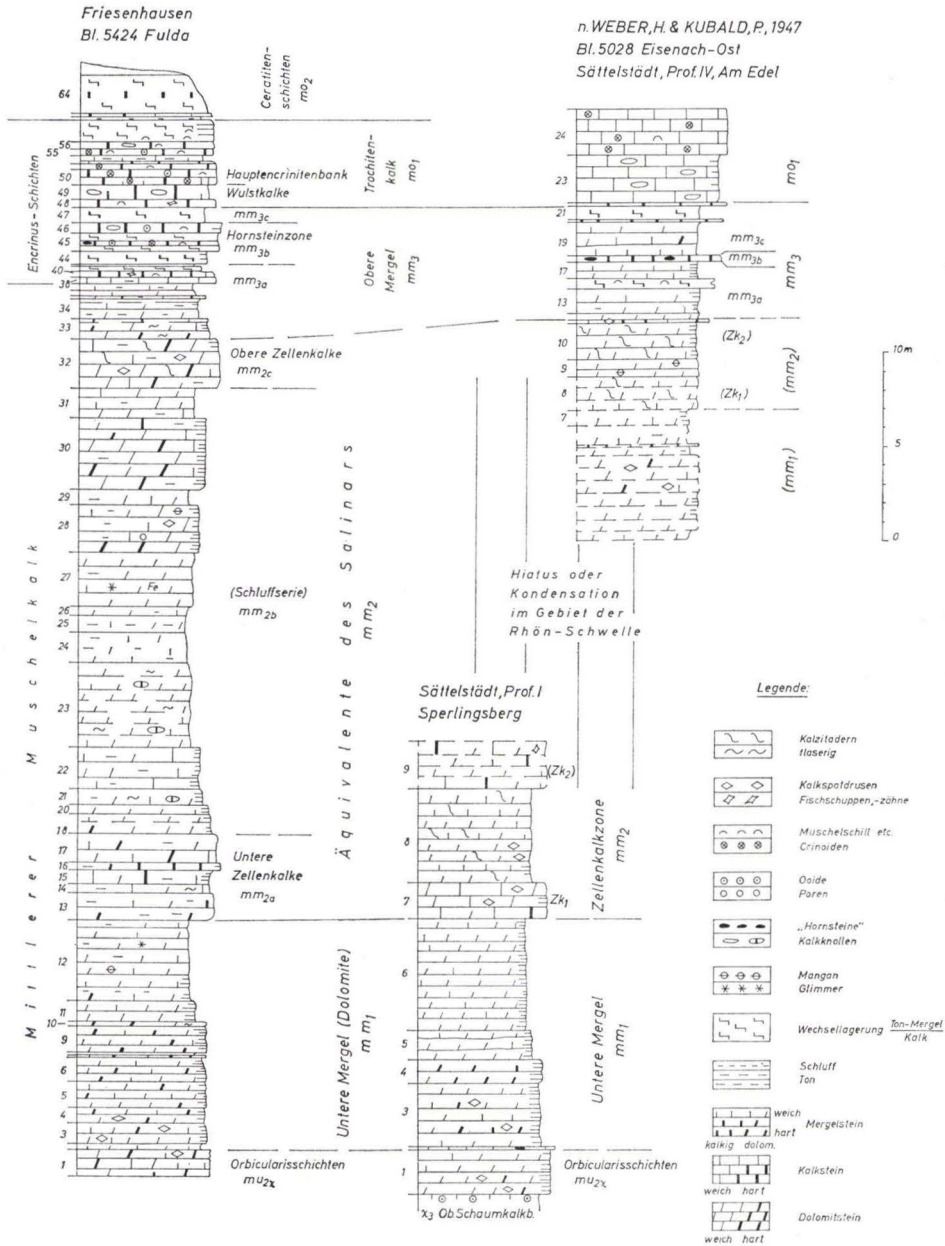 Friesenhausen
Bl. 5424 Fulda
n. WEBER, H. & KUBALD, P., 1947
Bl. 5028 Eisenach-Ost
Sättelstädt, Prof. IV, Am Edel
Ceratiten-
schichten
mo2
64
56
55
50
49
48
47
46
45
44
40
38
34
33
32
31
30
29
28
27
26
25
24
23
22
21
20
18
17
16
15
14
13
12
11
10
9
6
5
4
3
1
Encrinus-Schichten
Mittlerer Muschelkalk
Hauptencrinitenbank
Wulstkalke
mm3c
Hornsteinzone
mm3b
mm3a
Trochiten-
kalk
mo1
Obere
Mergel
mm3
Obere Zellenkalke
mm2c
(Schluffserie)
mm2b
Fe
Untere
Zellenkalke
mm2a
Äquivalente des Salinars
mm2
Untere Mergel (Dolomite)
mm1
Orbicularisschichten
mu2χ
24
23
21
19
17
13
10
9
8
7
mo1
mm3c
mm3b
mm3a
mm3
(Zk2)
(Zk1)
(mm2)
(mm1)
10m
5
0
Hiatus oder
Kondensation
im Gebiet der
Rhön-Schwelle
Sättelstädt, Prof. I
Sperlingsberg
9
8
7
6
5
4
3
1
(Zk2)
Zk1
Zellenkalkzone
mm2
Untere Mergel
mm1
Orbicularisschichten
mu2χ
χ3 Ob. Schaumkalkb.
Legende:
Kalzitadern
flaserig
Kalkspatdrusen
Fischschuppen,-zähne
Muschelschill etc.
Crinoiden
Ooide
Poren
„Hornsteine"
Kalkknollen
Mangan
Glimmer
Wechsellagerung Ton-Mergel
Kalk
Schluff
Ton
weich
hart
Mergelstein
kalkig dolom.
Kalkstein
weich hart
Dolomitstein
weich hart